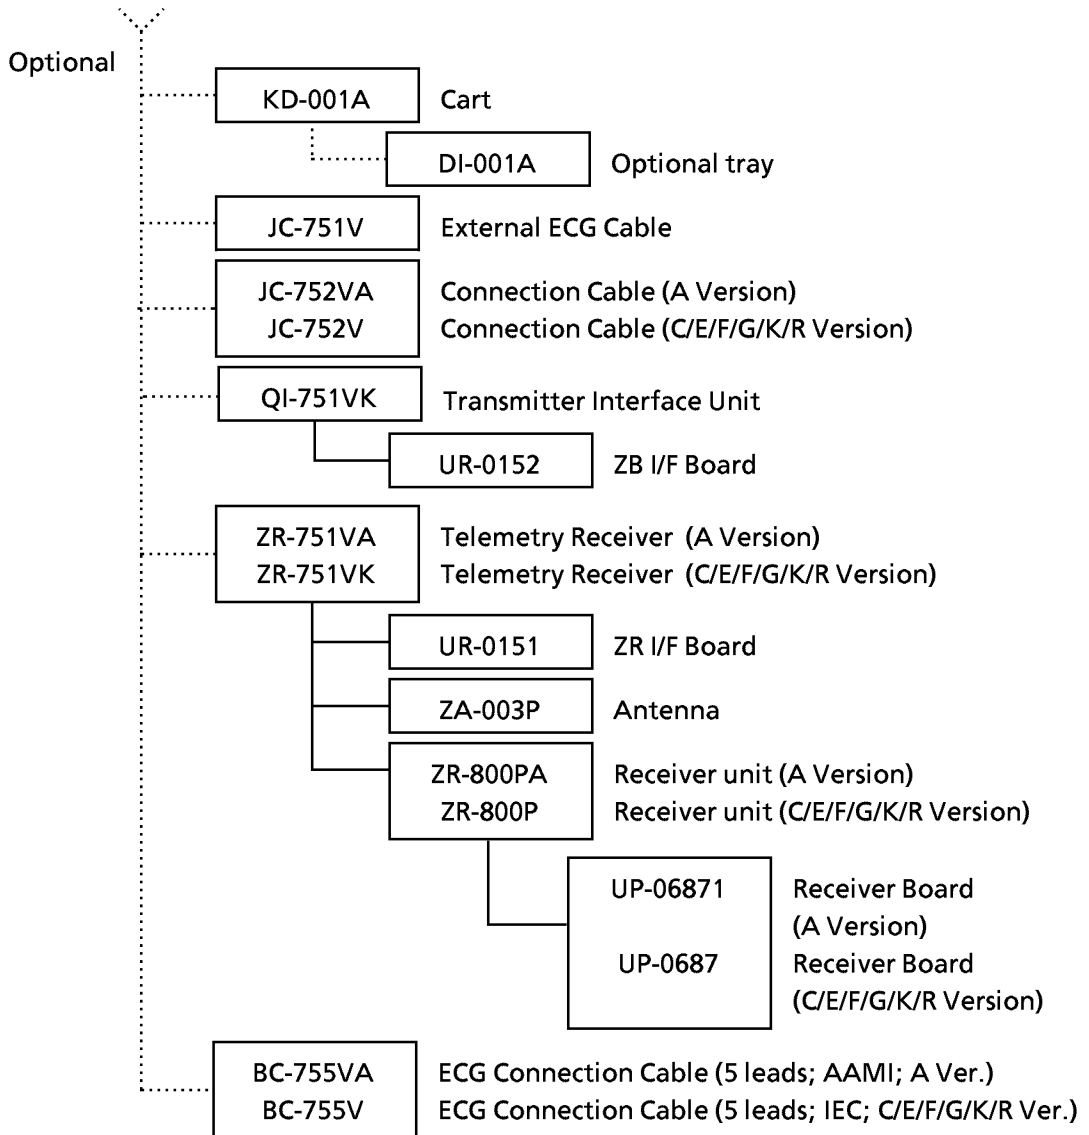 Optional
KD-001A Cart
DI-001A Optional tray
JC-751V External ECG Cable
JC-752VA Connection Cable (A Version)
JC-752V Connection Cable (C/E/F/G/K/R Version)
QI-751VK Transmitter Interface Unit
UR-0152 ZB I/F Board
ZR-751VA Telemetry Receiver (A Version)
ZR-751VK Telemetry Receiver (C/E/F/G/K/R Version)
UR-0151 ZR I/F Board
ZA-003P Antenna
ZR-800PA Receiver unit (A Version)
ZR-800P Receiver unit (C/E/F/G/K/R Version)
UP-06871 Receiver Board
(A Version)
UP-0687 Receiver Board
(C/E/F/G/K/R Version)
BC-755VA ECG Connection Cable (5 leads; AAMI; A Ver.)
BC-755V ECG Connection Cable (5 leads; IEC; C/E/F/G/K/R Ver.)